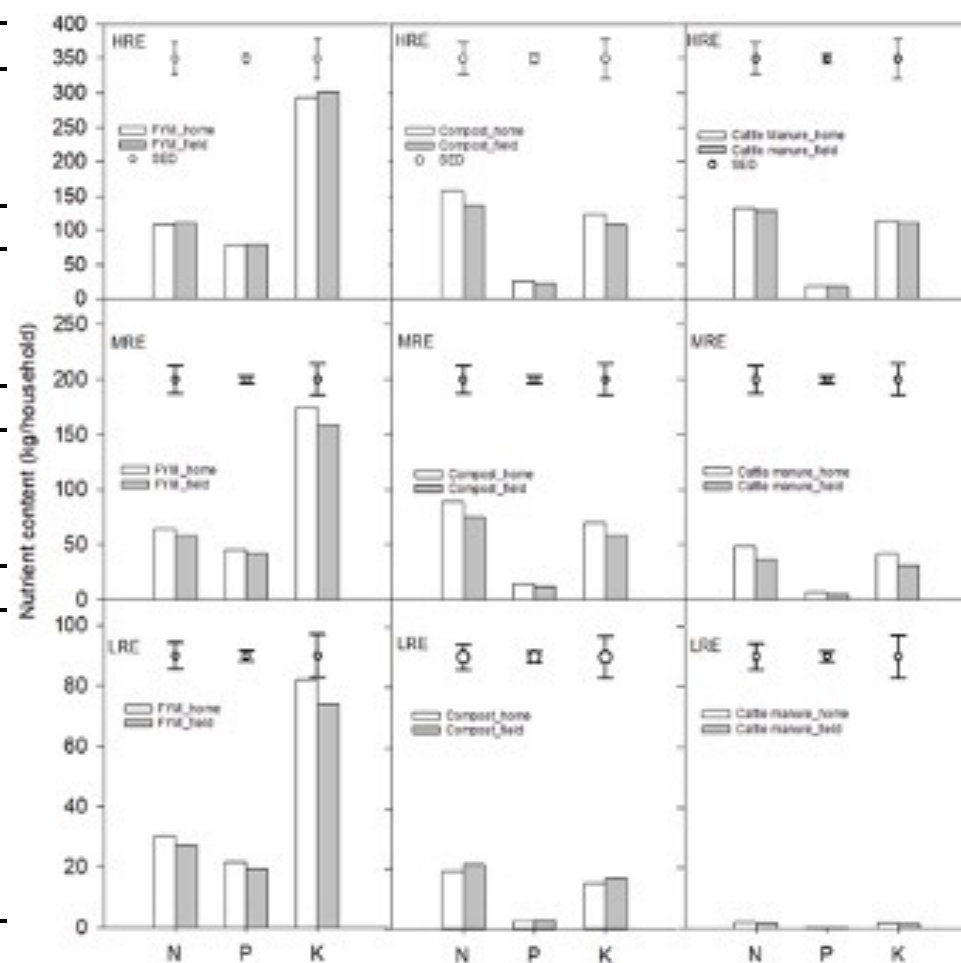 Nutrient content (kg/household)
400
350
300
250
200
150
100
50
0
HRE
FYM_home
FYM_field
SED
HRE
Compost_home
Compost_field
SED
HRE
Cattle Manure_home
Cattle manure_field
SED
250
200
150
100
50
0
MRE
FYM_home
FYM_field
MRE
Compost_home
Compost_field
MRE
Cattle manure_home
Cattle manure_field
100
80
60
40
20
0
LRE
FYM_home
FYM_field
LRE
Compost_home
Compost_field
LRE
Cattle manure_home
Cattle manure_field
N P K N P K N P K